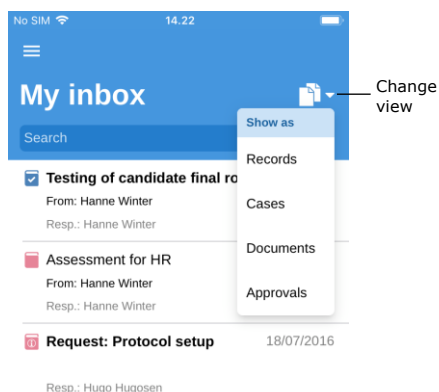 No SIM 14.22
My inbox
Change
view
Show as
Search
Records
Cases
Documents
Approvals
Testing of candidate final ro
From: Hanne Winter
Resp.: Hanne Winter
Assessment for HR
From: Hanne Winter
Resp.: Hanne Winter
Request: Protocol setup 18/07/2016
Resp.: Hugo Hugosen